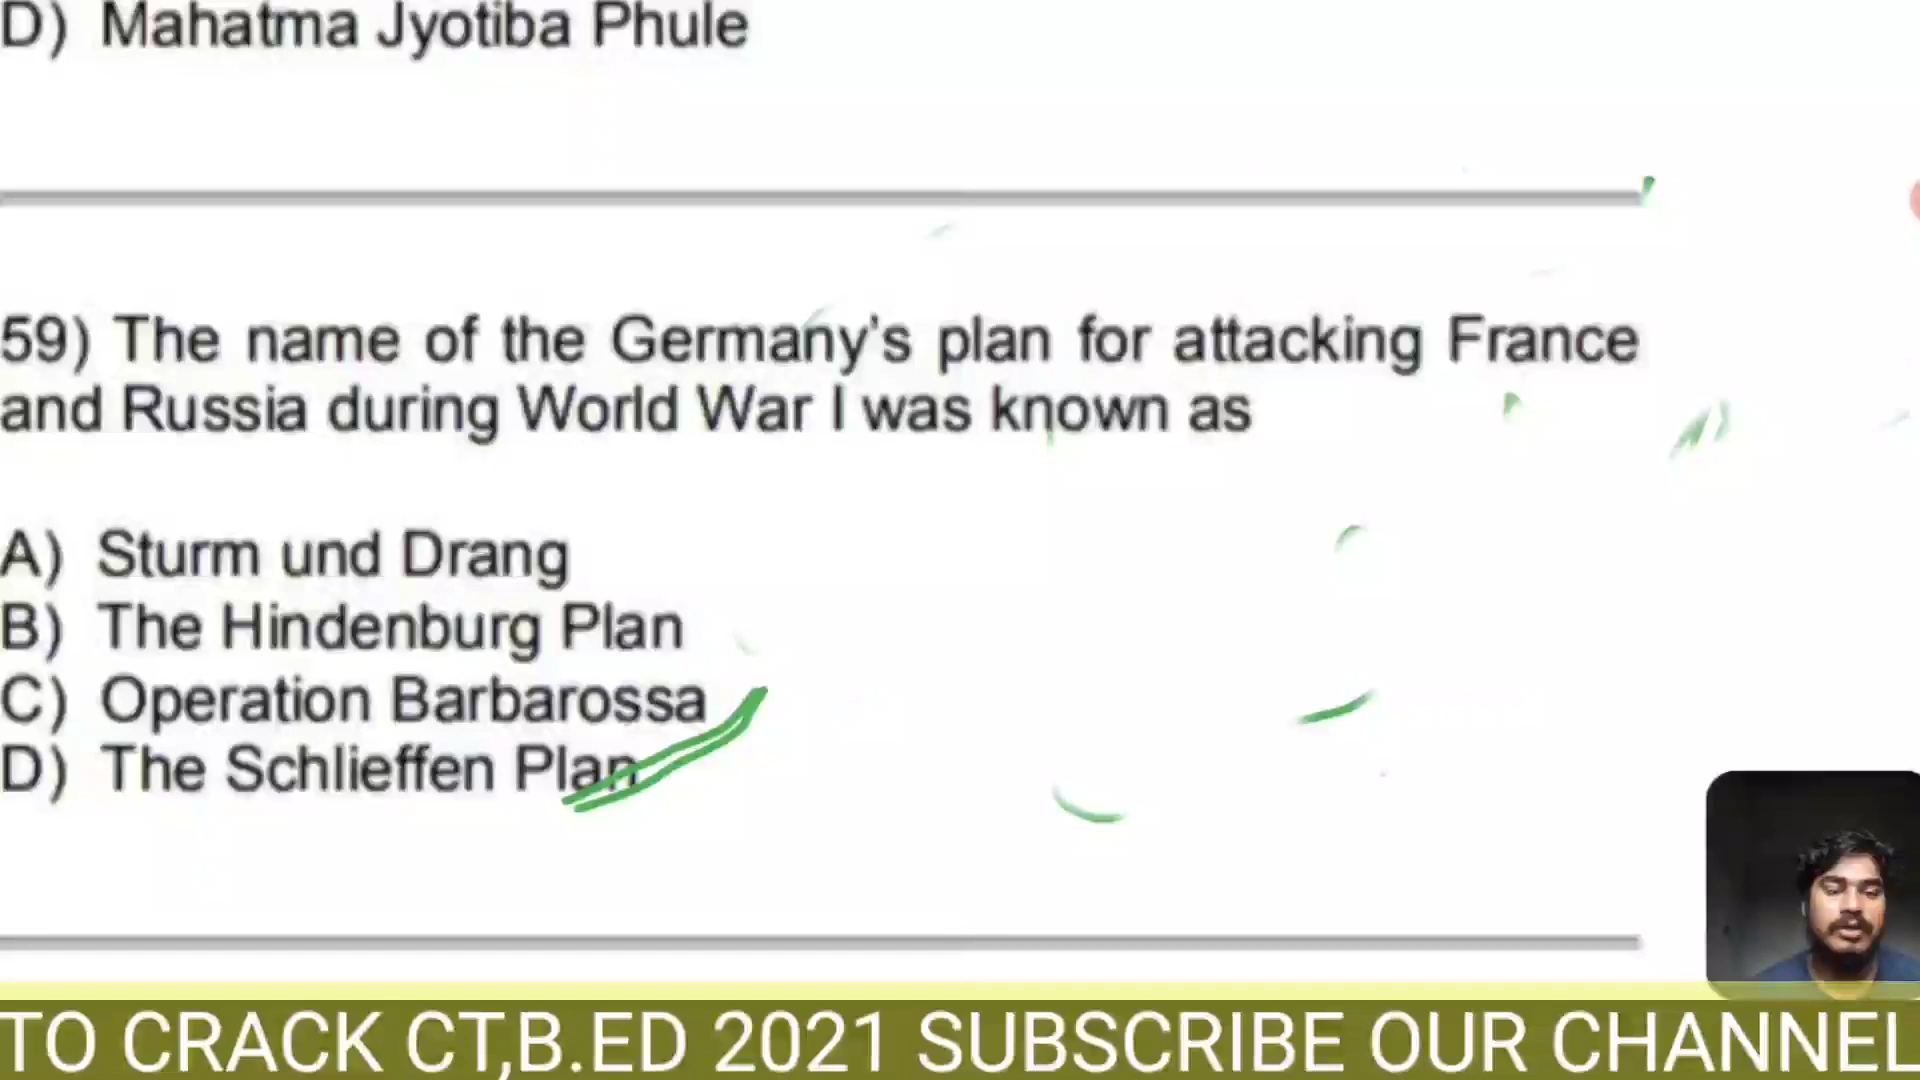 D) Mahatma Jyotiba Phule
59) The name of the Germany's plan for attacking France
and Russia during World War I was known as
A) Sturm und Drang
B) The Hindenburg Plan
C) Operation Barbarossa
D) The Schlieffen Plan
TO CRACK CT,B.ED 2021 SUBSCRIBE OUR CHANNEL